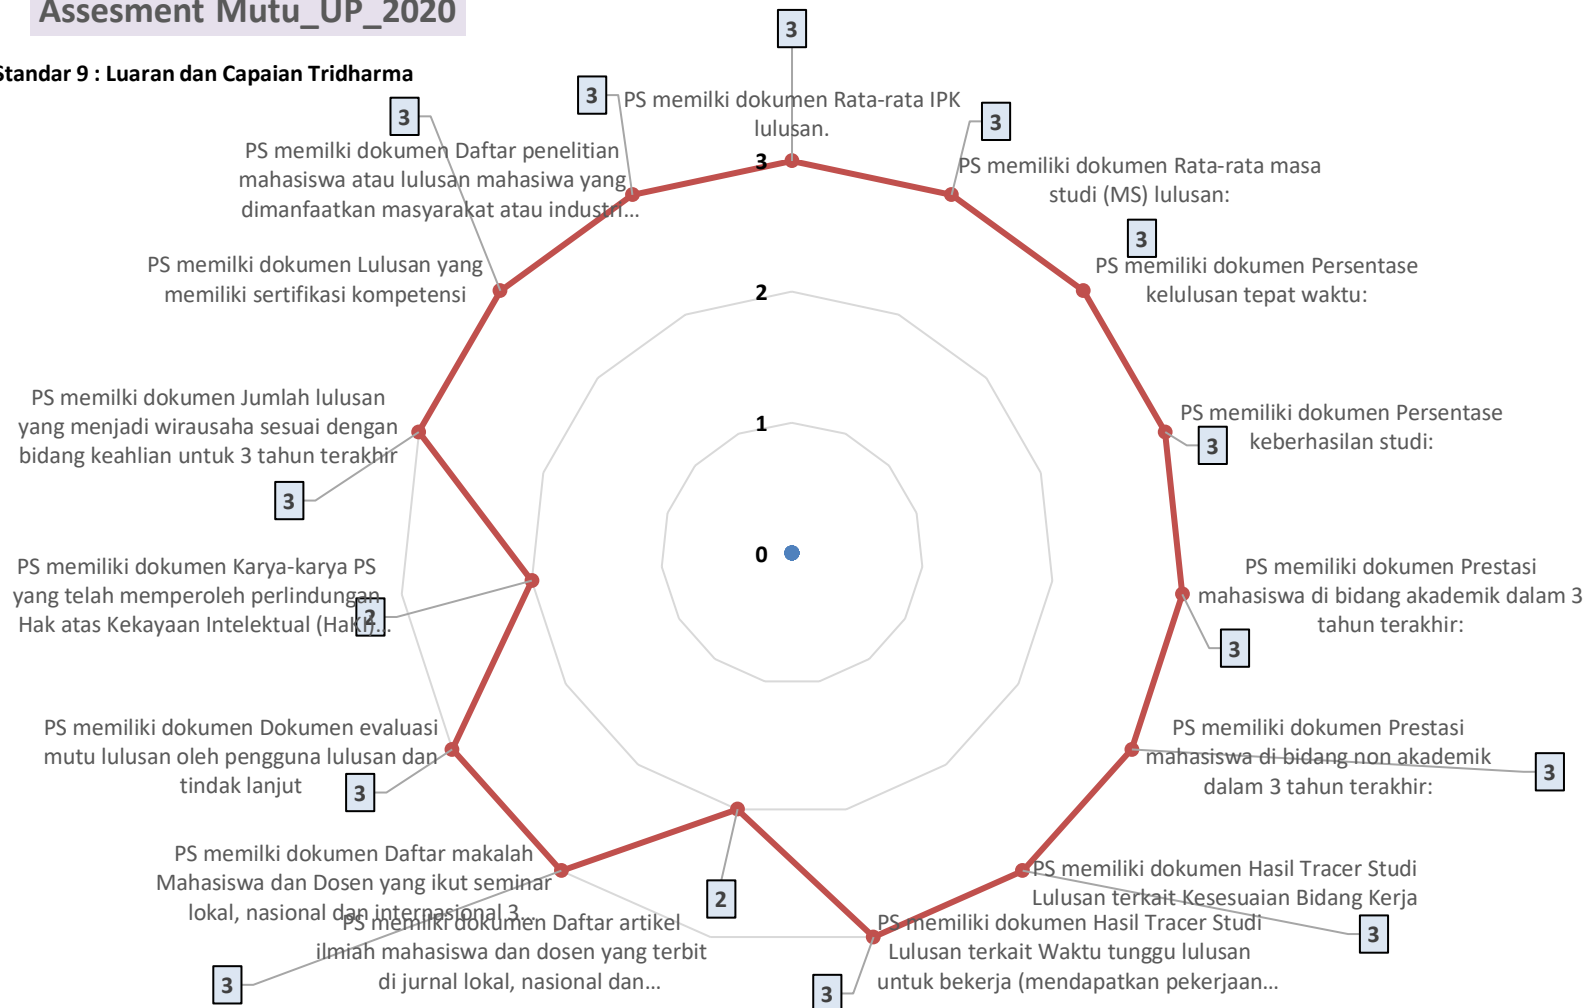 Assesment Mutu_UP_2020
Standar 9 : Luaran dan Capaian Tridharma
3
PS memilki dokumen Rata-rata IPK
lulusan.
3
PS memiliki dokumen Rata-rata masa
studi (MS) lulusan:
3
PS memiliki dokumen Persentase
kelulusan tepat waktu:
PS memiliki dokumen Persentase
keberhasilan studi:
3
PS memiliki dokumen Prestasi
mahasiswa di bidang akademik dalam 3
tahun terakhir:
3
PS memiliki dokumen Prestasi
mahasiswa di bidang non akademik
dalam 3 tahun terakhir:
3
PS memiliki dokumen Hasil Tracer Studi
Lulusan terkait Kesesuaian Bidang Kerja
3
PS memiliki dokumen Hasil Tracer Studi
Lulusan terkait Waktu tunggu lulusan
untuk bekerja (mendapatkan pekerjaan...
3
2
PS memilki dokumen Daftar artikel
ilmiah mahasiswa dan dosen yang terbit
di jurnal lokal, nasional dan...
PS memilki dokumen Daftar makalah
Mahasiswa dan Dosen yang ikut seminar
lokal, nasional dan internasional 3...
3
PS memiliki dokumen Dokumen evaluasi
mutu lulusan oleh pengguna lulusan dan
tindak lanjut
3
PS memiliki dokumen Karya-karya PS
yang telah memperoleh perlindungan
Hak atas Kekayaan Intelektual (HaKI)...
2
PS memilki dokumen Jumlah lulusan
yang menjadi wirausaha sesuai dengan
bidang keahlian untuk 3 tahun terakhir
3
PS memilki dokumen Lulusan yang
memiliki sertifikasi kompetensi
3
PS memilki dokumen Daftar penelitian
mahasiswa atau lulusan mahasiwa yang
dimanfaatkan masyarakat atau industri...
3
3
2
1
0